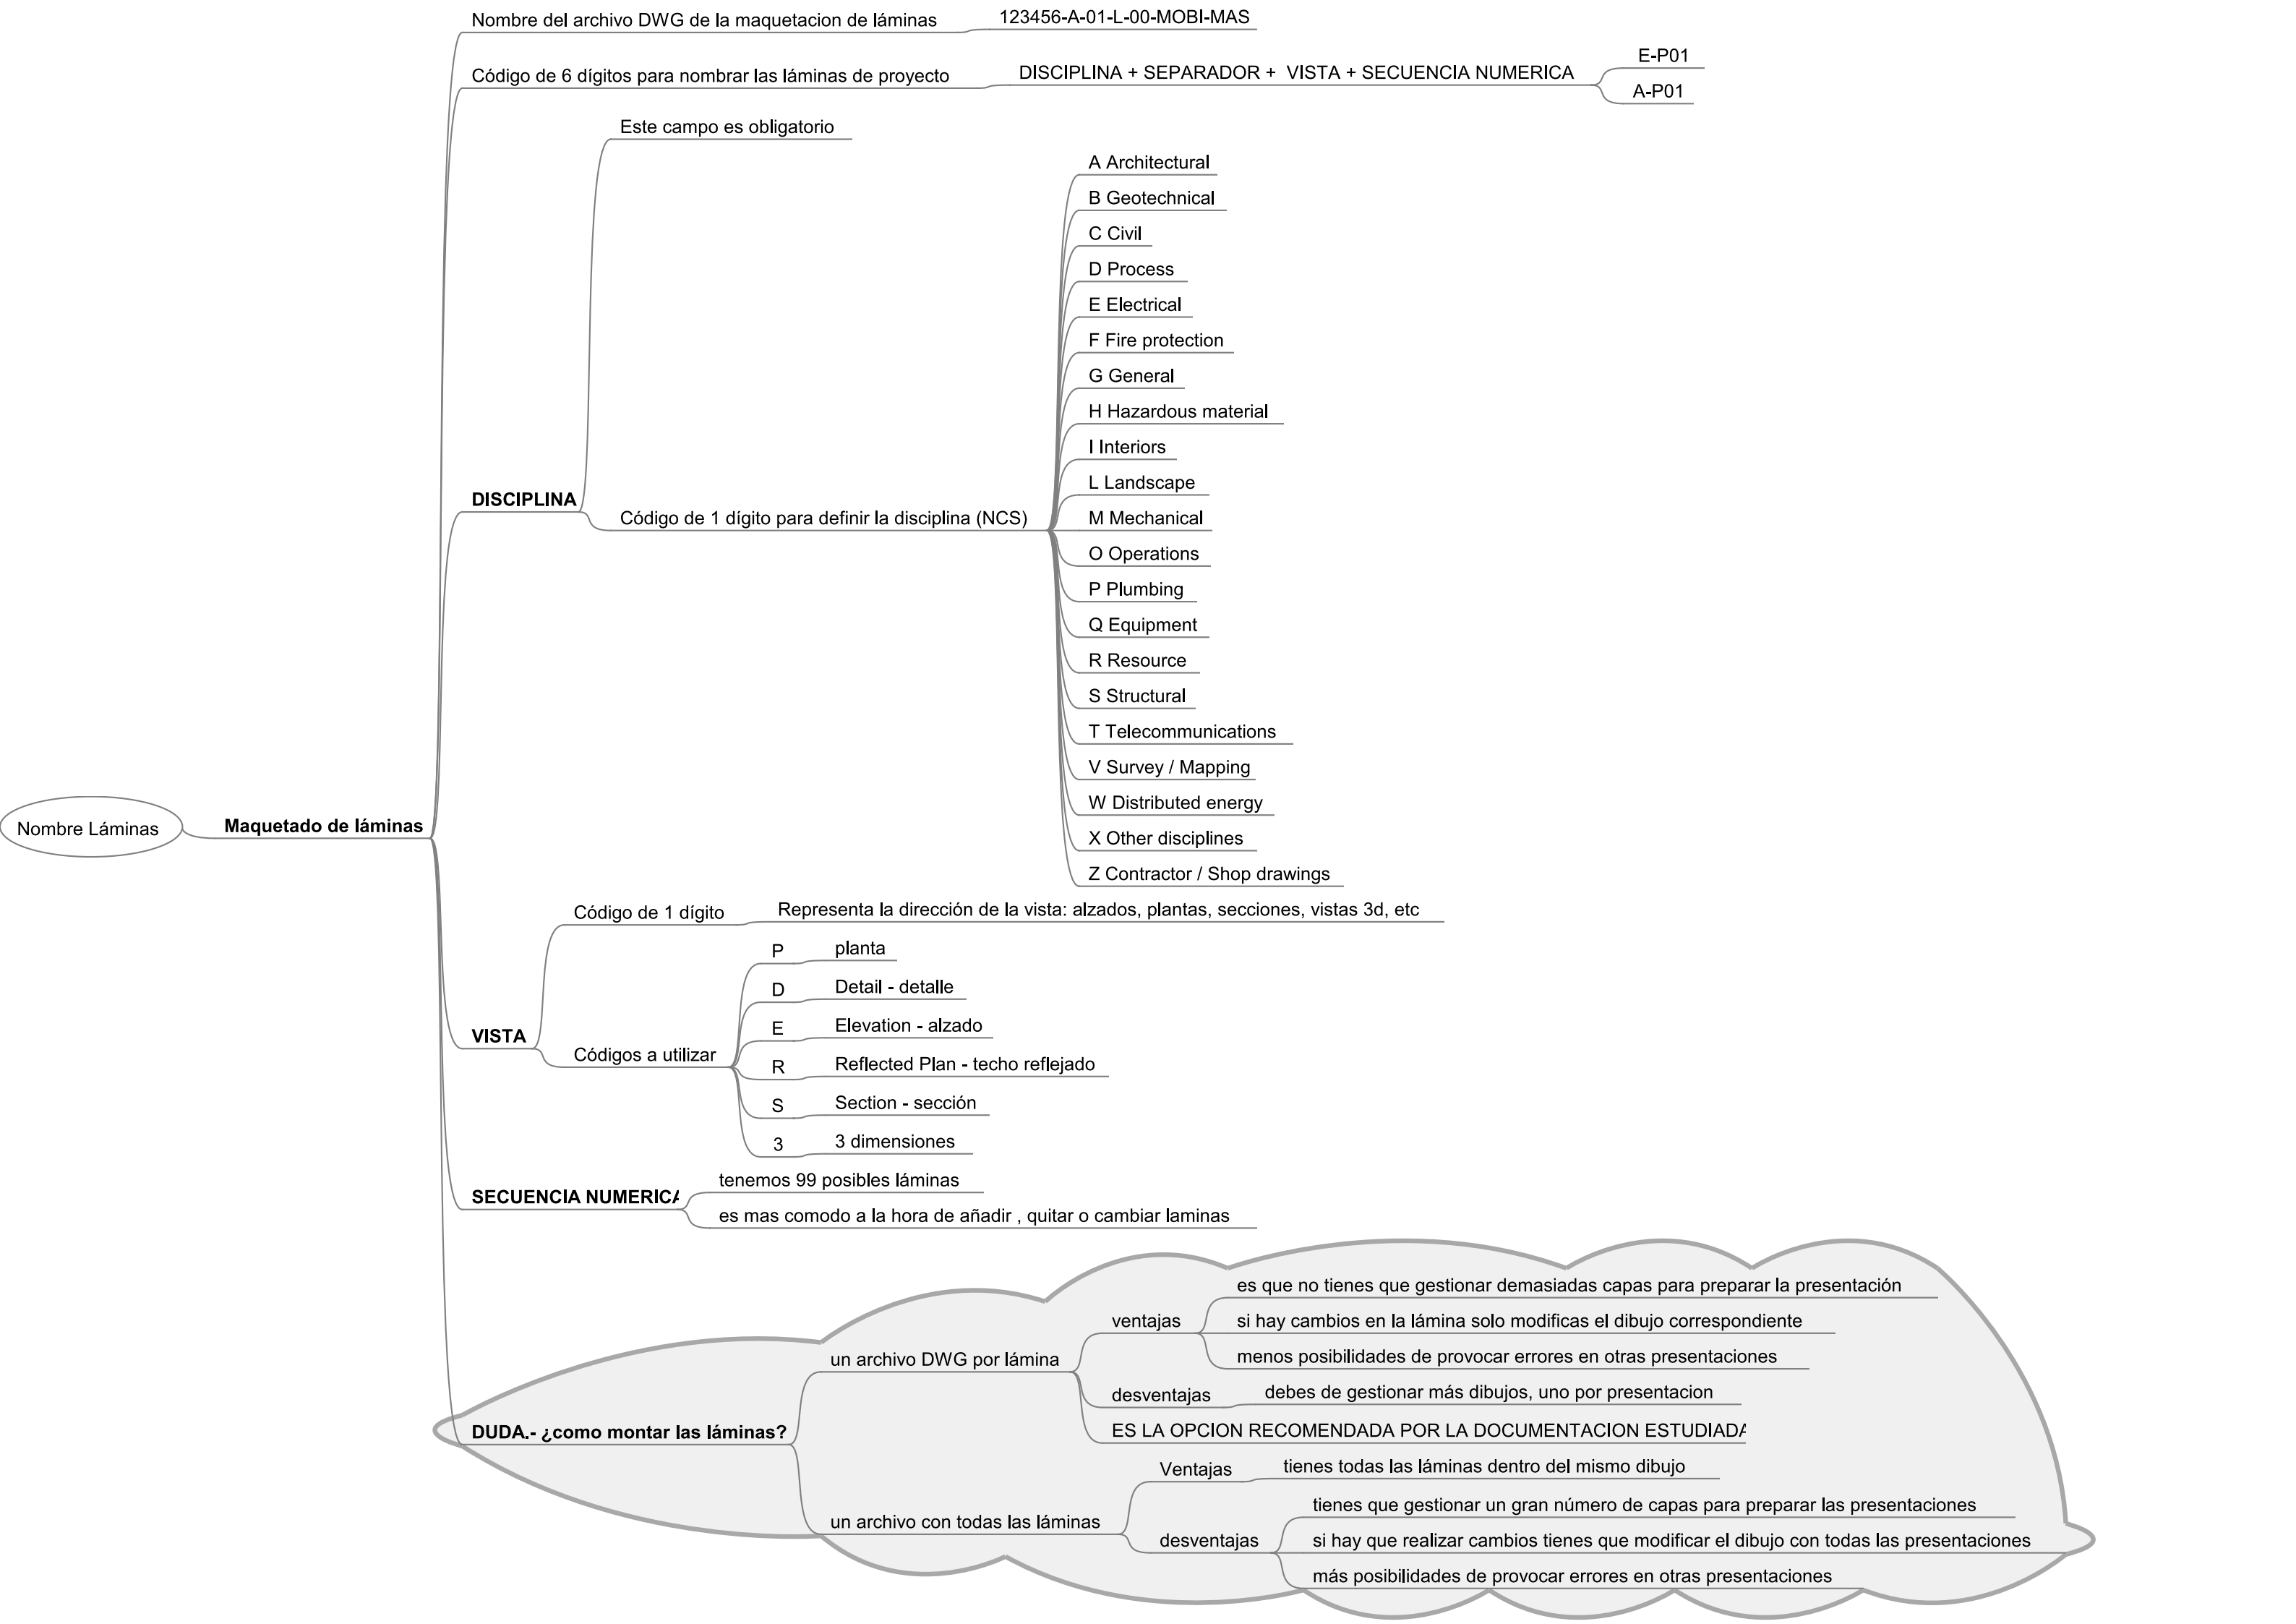 Nombre Láminas
Maquetado de láminas
Nombre del archivo DWG de la maquetacion de láminas
123456-A-01-L-00-MOBI-MAS
Código de 6 dígitos para nombrar las láminas de proyecto
DISCIPLINA + SEPARADOR +  VISTA + SECUENCIA NUMERICA
E-P01
A-P01
DISCIPLINA
Este campo es obligatorio
Código de 1 dígito para definir la disciplina (NCS)
A Architectural
B Geotechnical
C Civil
D Process
E Electrical
F Fire protection
G General
H Hazardous material
I Interiors
L Landscape
M Mechanical
O Operations
P Plumbing
Q Equipment
R Resource
S Structural
T Telecommunications
V Survey / Mapping
W Distributed energy
X Other disciplines
Z Contractor / Shop drawings
VISTA
Código de 1 dígito
Representa la dirección de la vista: alzados, plantas, secciones, vistas 3d, etc
Códigos a utilizar
P
planta
D
Detail - detalle
E
Elevation - alzado
R
Reflected Plan - techo reflejado
S
Section - sección
3
3 dimensiones
SECUENCIA NUMERICA
tenemos 99 posibles láminas
es mas comodo a la hora de añadir , quitar o cambiar laminas
DUDA.- ¿como montar las láminas?
un archivo DWG por lámina
ventajas
es que no tienes que gestionar demasiadas capas para preparar la presentación
si hay cambios en la lámina solo modificas el dibujo correspondiente
menos posibilidades de provocar errores en otras presentaciones
desventajas
debes de gestionar más dibujos, uno por presentacion
ES LA OPCION RECOMENDADA POR LA DOCUMENTACION ESTUDIADA
un archivo con todas las láminas
Ventajas
tienes todas las láminas dentro del mismo dibujo
desventajas
tienes que gestionar un gran número de capas para preparar las presentaciones
si hay que realizar cambios tienes que modificar el dibujo con todas las presentaciones
más posibilidades de provocar errores en otras presentaciones